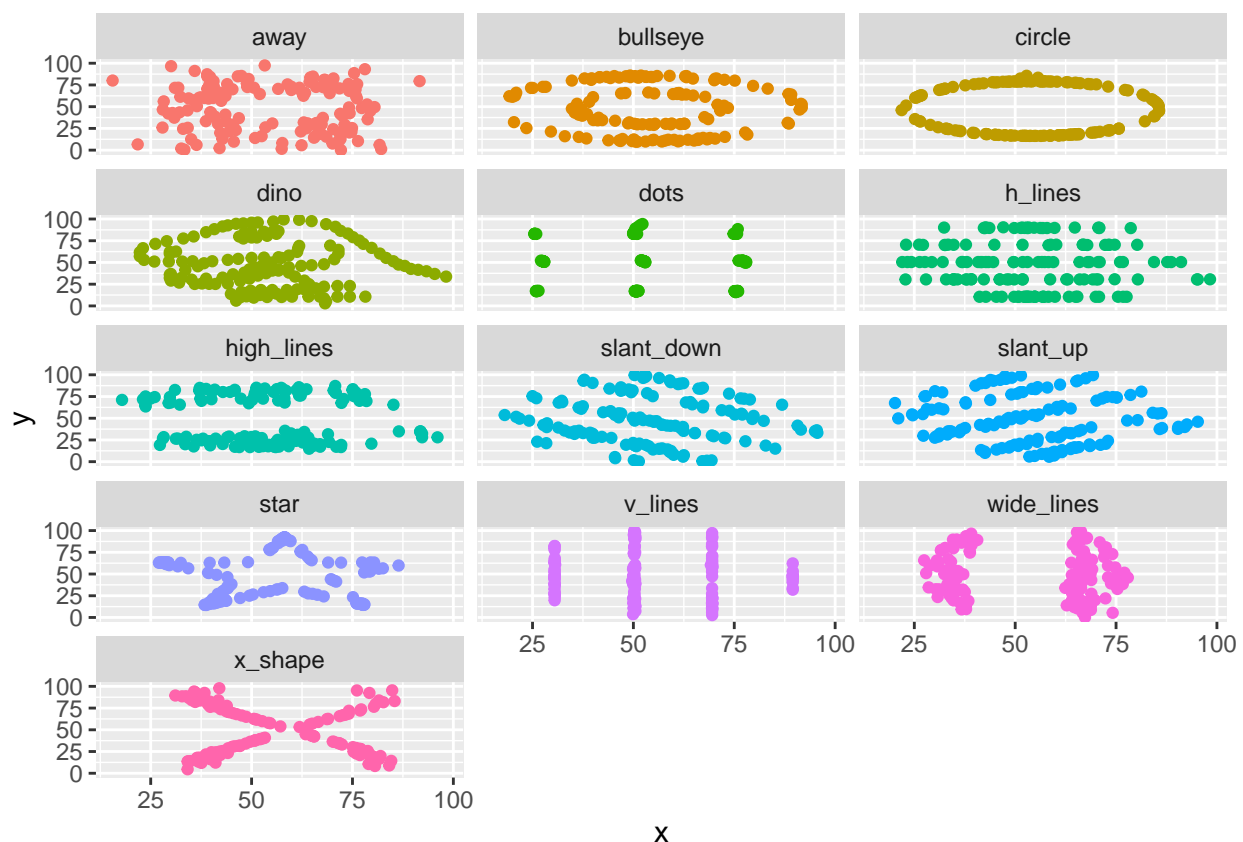 away bullseye circle
100
75
50
25
0
dino dots h_lines
100
75
50
25
0
high_lines slant_down slant_up
100
75
50
25
0
y
star v_lines wide_lines
100
75
50
25
0
25 50 75 100 25 50 75 100
x_shape
100
75
50
25
0
25 50 75 100
x